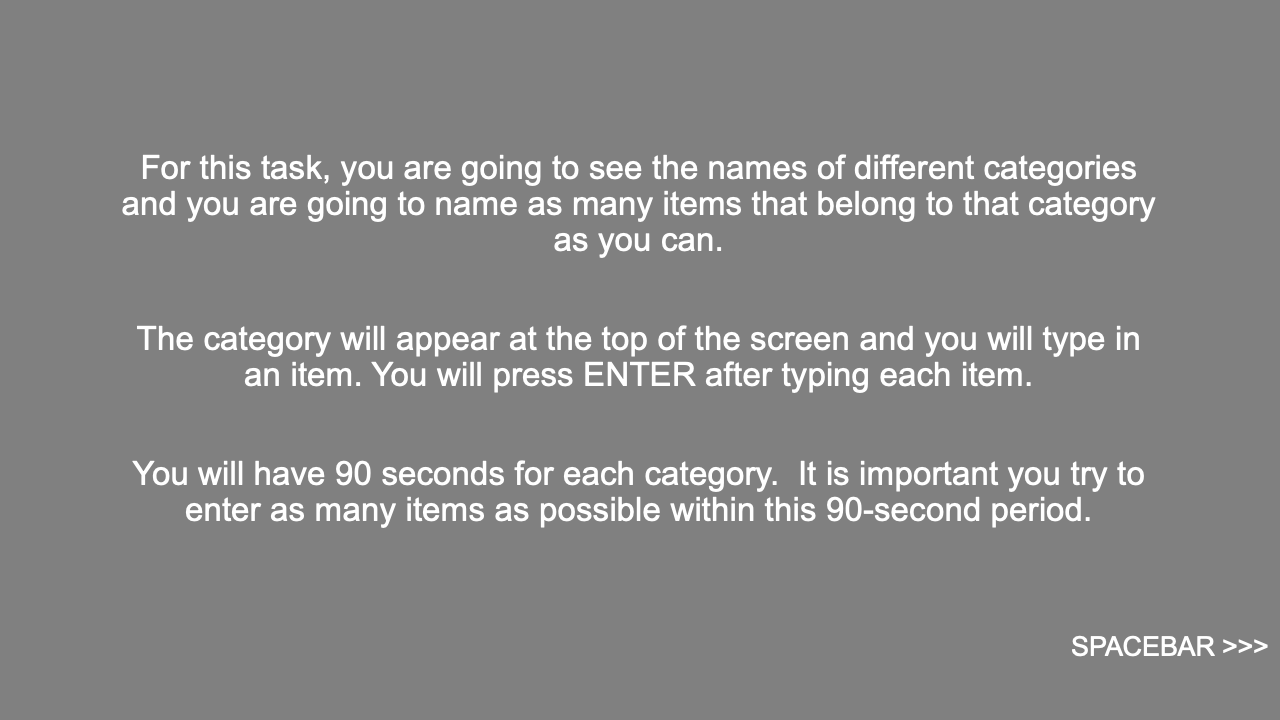 For this task, you are going to see the names of different categories
and you are going to name as many items that belong to that category
as you can.
The category will appear at the top of the screen and you will type in
an item. You will press ENTER after typing each item.
You will have 90 seconds for each category.  It is important you try to
enter as many items as possible within this 90-second period.
SPACEBAR >>>